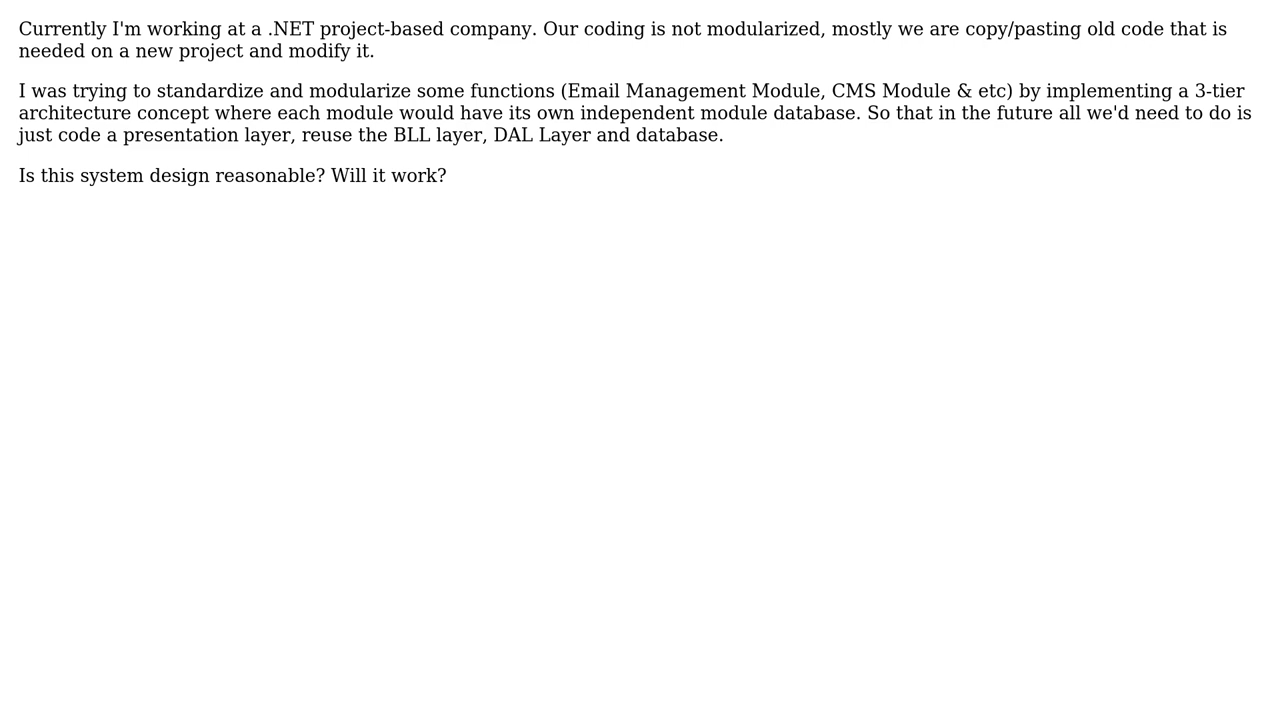 Currently I'm working at a .NET project-based company. Our coding is not modularized, mostly we are copy/pasting old code that is
needed on a new project and modify it.
I was trying to standardize and modularize some functions (Email Management Module, CMS Module & etc) by implementing a 3-tier
architecture concept where each module would have its own independent module database. So that in the future all we'd need to do is
just code a presentation layer, reuse the BLL layer, DAL Layer and database.
Is this system design reasonable? Will it work?